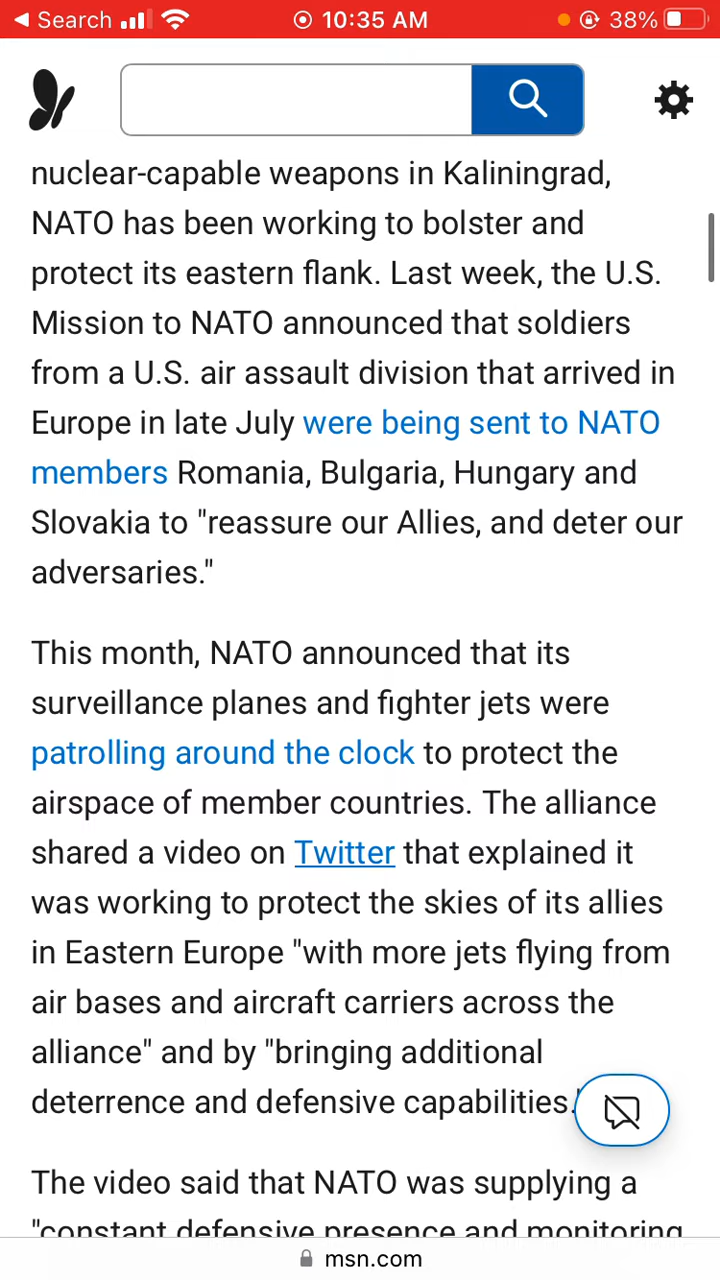 Search
10:35 AM
38%
nuclear-capable weapons in Kaliningrad,
NATO has been working to bolster and
protect its eastern flank. Last week, the U.S.
Mission to NATO announced that soldiers
from a U.S. air assault division that arrived in
Europe in late July were being sent to NATO
members Romania, Bulgaria, Hungary and
Slovakia to "reassure our Allies, and deter our
adversaries."
This month, NATO announced that its
surveillance planes and fighter jets were
patrolling around the clock to protect the
airspace of member countries. The alliance
shared a video on Twitter that explained it
was working to protect the skies of its allies
in Eastern Europe "with more jets flying from
air bases and aircraft carriers across the
alliance" and by "bringing additional
deterrence and defensive capabilities."
The video said that NATO was supplying a
"constant defensive presence and monitoring
msn.com